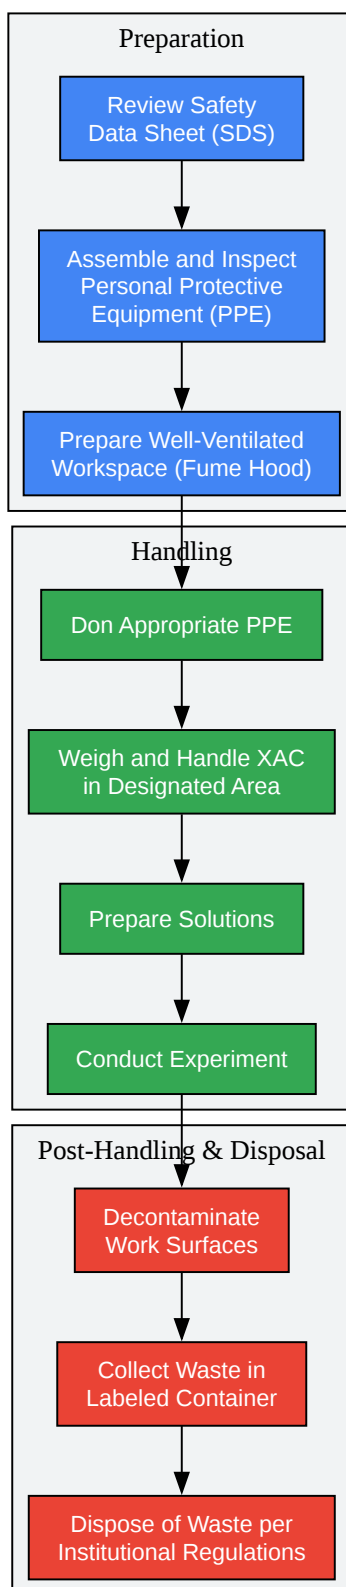 Preparation
Review Safety
Data Sheet (SDS)
Assemble and Inspect
Personal Protective
Equipment (PPE)
Prepare Well-Ventilated
Workspace (Fume Hood)
Handling
Don Appropriate PPE
Weigh and Handle XAC
in Designated Area
Prepare Solutions
Conduct Experiment
Post-Handling & Disposal
Decontaminate
Work Surfaces
Collect Waste in
Labeled Container
Dispose of Waste per
Institutional Regulations